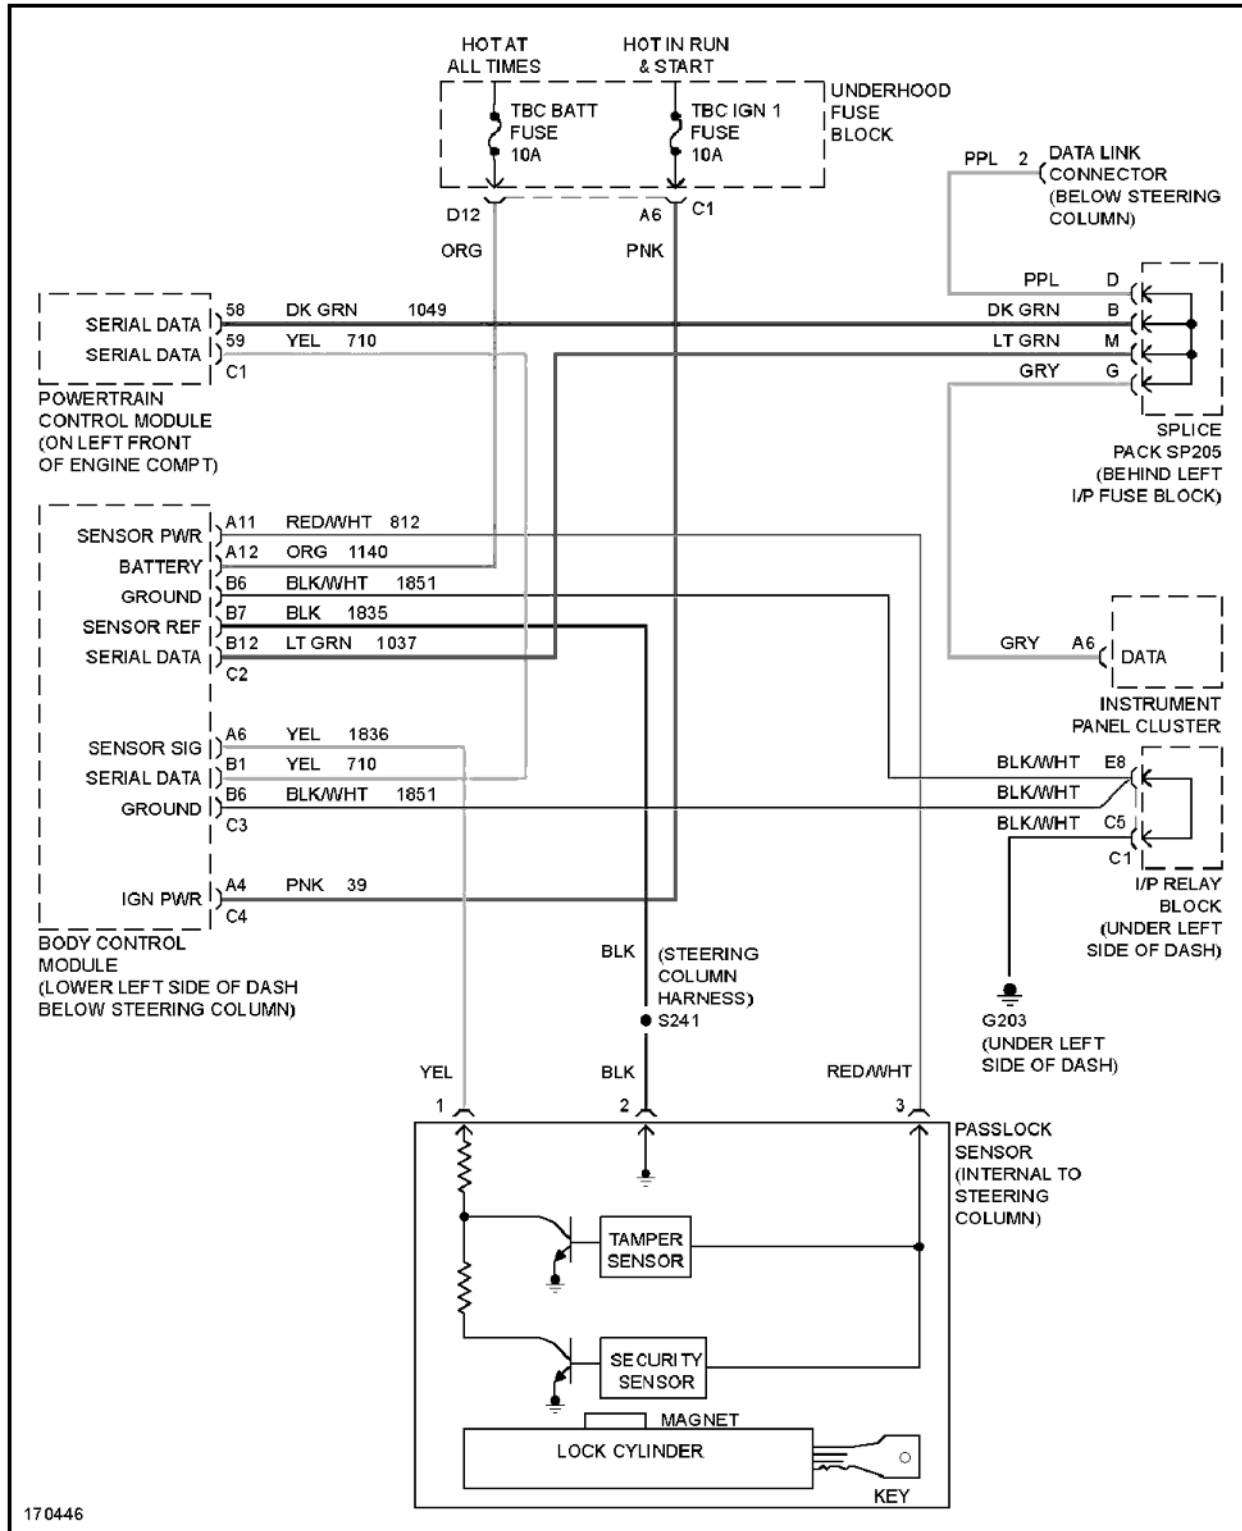 HOT AT
ALL TIMES
HOT IN RUN
& START
TBC BATT
FUSE
10A
TBC IGN 1
FUSE
10A
UNDERHOOD
FUSE
BLOCK
D12
A6
C1
ORG
PNK
PPL 2
DATA LINK
CONNECTOR
(BELOW STEERING
COLUMN)
PPL D
DK GRN B
LT GRN M
GRY G
SPLICE
PACK SP205
(BEHIND LEFT
I/P FUSE BLOCK)
SERIAL DATA
58 DK GRN 1049
SERIAL DATA
59 YEL 710
C1
POWERTRAIN
CONTROL MODULE
(ON LEFT FRONT
OF ENGINE COMPT)
SENSOR PWR
A11 RED/WHT 812
BATTERY
A12 ORG 1140
GROUND
B6 BLK/WHT 1851
SENSOR REF
B7 BLK 1835
SERIAL DATA
B12 LT GRN 1037
C2
SENSOR SIG
A6 YEL 1836
SERIAL DATA
B1 YEL 710
GROUND
B6 BLK/WHT 1851
C3
IGN PWR
A4 PNK 39
C4
BODY CONTROL
MODULE
(LOWER LEFT SIDE OF DASH
BELOW STEERING COLUMN)
GRY A6
DATA
INSTRUMENT
PANEL CLUSTER
BLK/WHT E8
BLK/WHT
BLK/WHT C5
C1
I/P RELAY
BLOCK
(UNDER LEFT
SIDE OF DASH)
G203
(UNDER LEFT
SIDE OF DASH)
BLK
(STEERING
COLUMN
HARNESS)
S241
YEL
BLK
RED/WHT
1
2
3
PASSLOCK
SENSOR
(INTERNAL TO
STEERING
COLUMN)
TAMPER
SENSOR
SECURITY
SENSOR
MAGNET
LOCK CYLINDER
KEY
170446